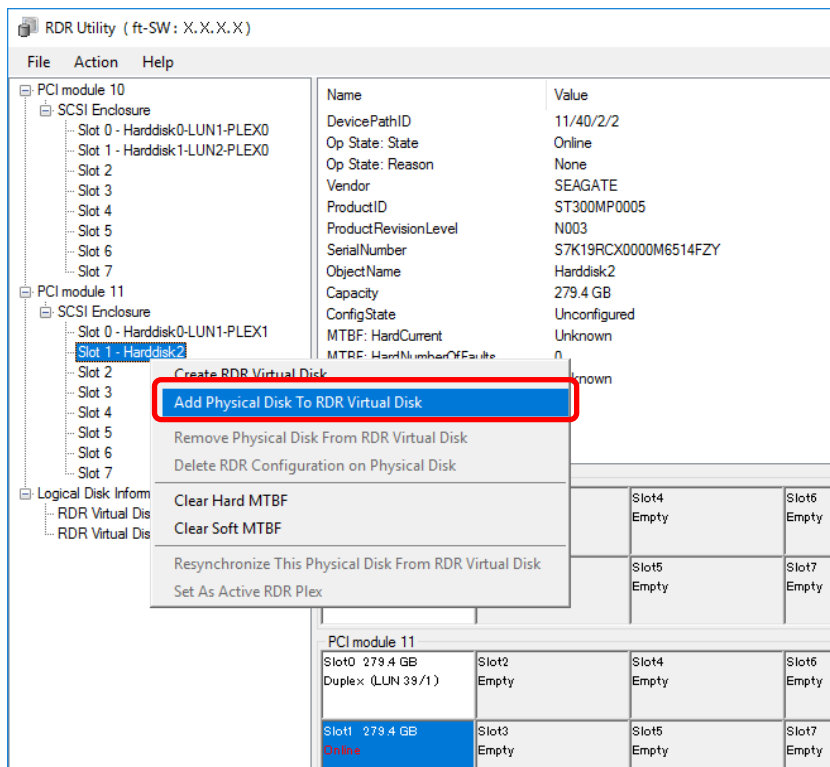 RDR Utility ( ft-SW : X.X.X.X )
File Action Help
PCI module 10
SCSI Enclosure
Slot 0 - Harddisk0-LUN1-PLEX0
Slot 1 - Harddisk1-LUN2-PLEX0
Slot 2
Slot 3
Slot 4
Slot 5
Slot 6
Slot 7
PCI module 11
SCSI Enclosure
Slot 0 - Harddisk0-LUN1-PLEX1
Slot 1 - Harddisk2
Slot 2
Slot 3
Slot 4
Slot 5
Slot 6
Slot 7
Logical Disk Inform
RDR Virtual Dis
RDR Virtual Dis
Name Value
DevicePathID 11/40/2/2
Op State: State Online
Op State: Reason None
Vendor SEAGATE
ProductID ST300MP0005
ProductRevisionLevel N003
SerialNumber S7K19RCX0000M6514FZY
ObjectName Harddisk2
Capacity 279.4 GB
ConfigState Unconfigured
MTBF: HardCurrent Unknown
MTBF: HardNumberOfFaults 0
known
Create RDR Virtual Disk
Add Physical Disk To RDR Virtual Disk
Remove Physical Disk From RDR Virtual Disk
Delete RDR Configuration on Physical Disk
Clear Hard MTBF
Clear Soft MTBF
Resynchronize This Physical Disk From RDR Virtual Disk
Set As Active RDR Plex
Slot4 Slot6
Empty Empty
Slot5 Slot7
Empty Empty
PCI module 11
Slot0 279.4 GB Slot2 Slot4 Slot6
Duplex (LUN 39/1) Empty Empty Empty
Slot1 279.4 GB Slot3 Slot5 Slot7
Online Empty Empty Empty